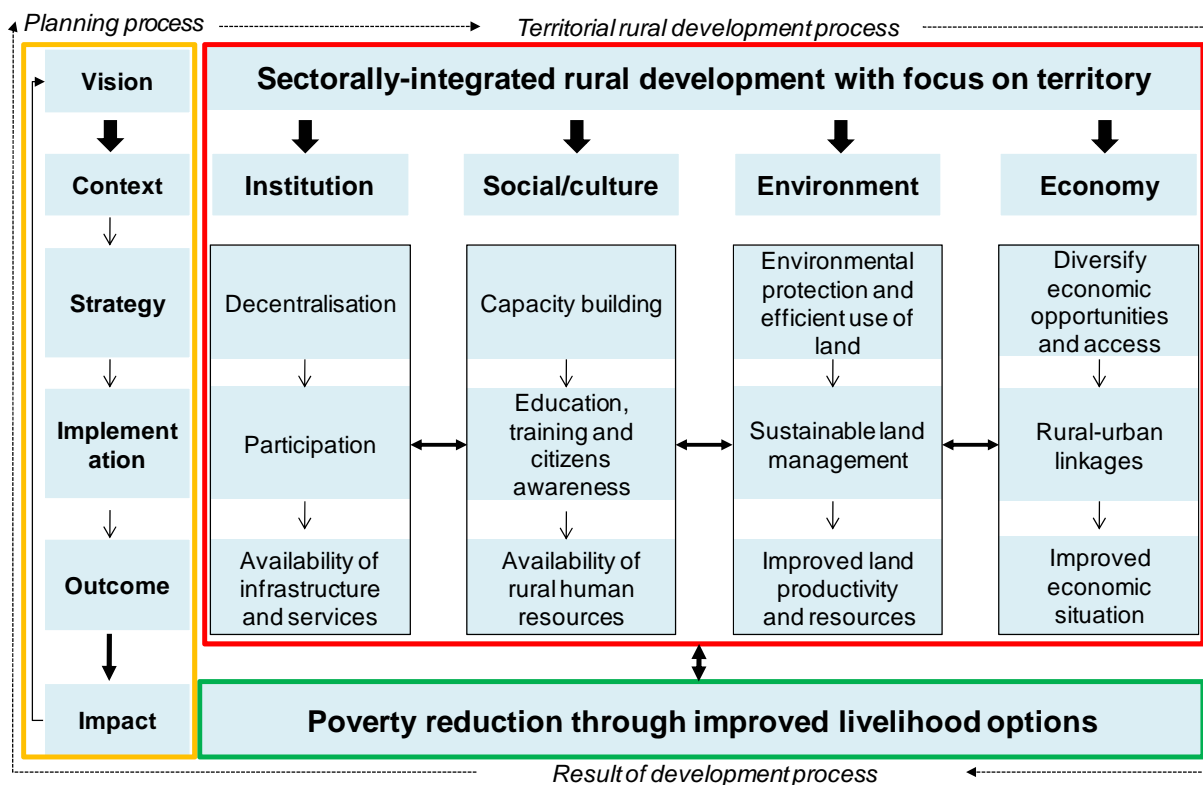 Planning process
Territorial rural development process
Vision
Sectorally-integrated rural development with focus on territory
Context
Institution
Social/culture
Environment
Economy
Strategy
Decentralisation
Capacity building
Environmental
protection and
efficient use of
land
Diversify
economic
opportunities
and access
Implement
ation
Participation
Education,
training and
citizens
awareness
Sustainable land
management
Rural-urban
linkages
Outcome
Availability of
infrastructure
and services
Availability of
rural human
resources
Improved land
productivity
and resources
Improved
economic
situation
Impact
Poverty reduction through improved livelihood options
Result of development process